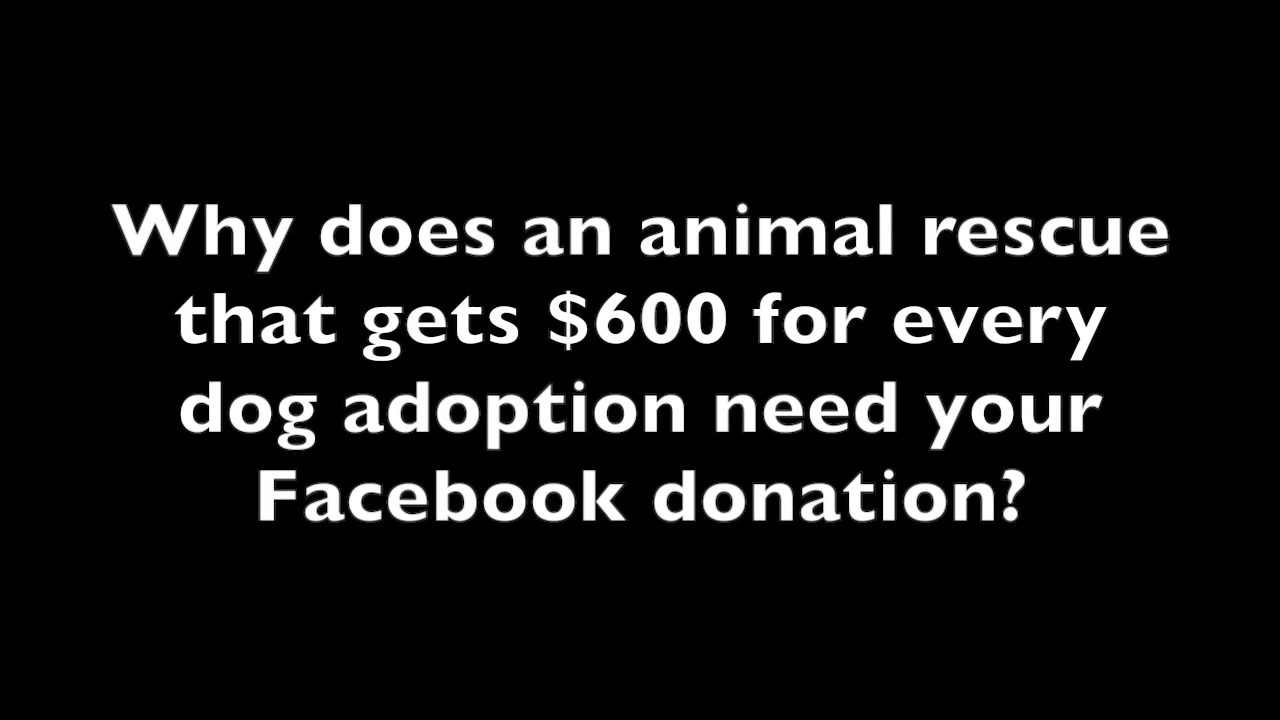 Why does an animal rescue
that gets $600 for every
dog adoption need your
Facebook donation?